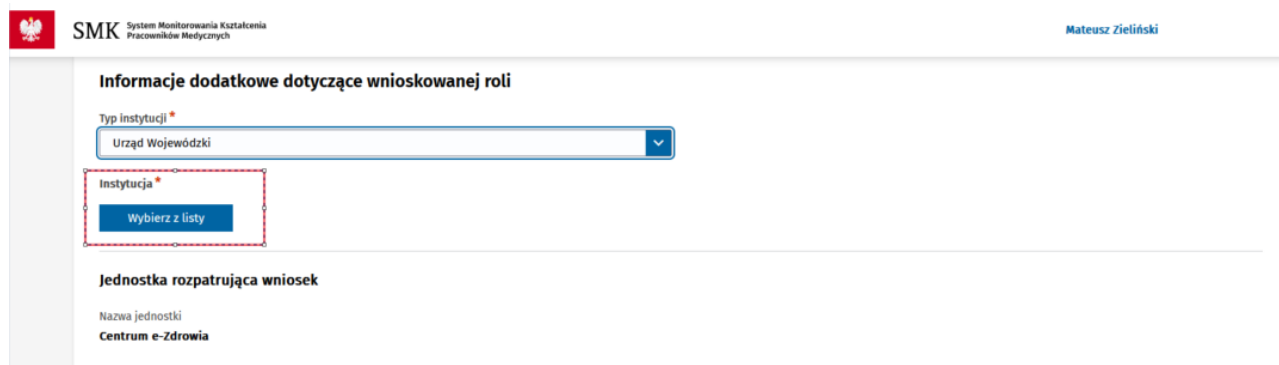 SMK System Monitorowania Kształcenia
Pracowników Medycznych
Mateusz Zieliński
Informacje dodatkowe dotyczące wnioskowanej roli
Typ instytucji *
Urząd Wojewódzki
Instytucja *
Wybierz z listy
Jednostka rozpatrująca wniosek
Nazwa jednostki
Centrum e-Zdrowia